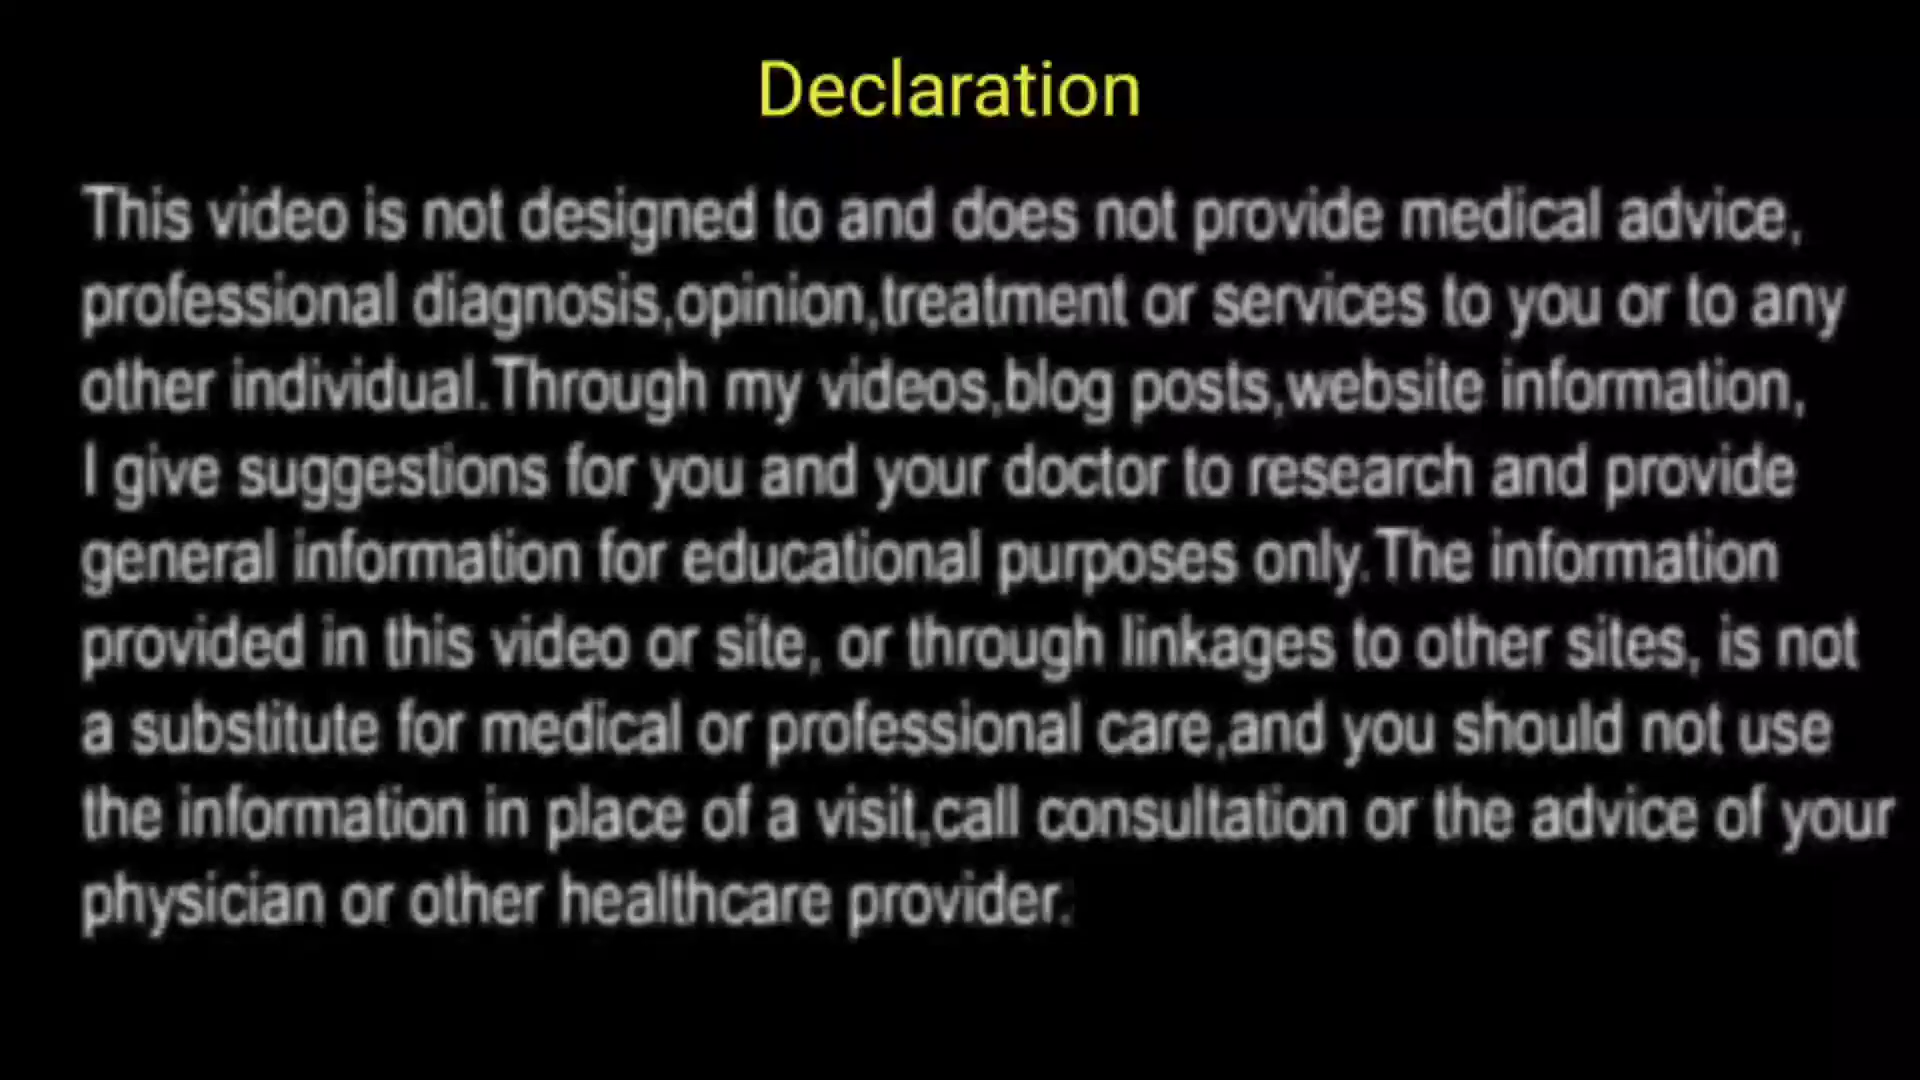 Declaration
This video is not designed to and does not provide medical advice,
professional diagnosis,opinion,treatment or services to you or to any
other individual.Through my videos,blog posts,website information,
I give suggestions for you and your doctor to research and provide
general information for educational purposes only.The information
provided in this video or site, or through linkages to other sites, is not
a substitute for medical or professional care,and you should not use
the information in place of a visit,call consultation or the advice of your
physician or other healthcare provider.